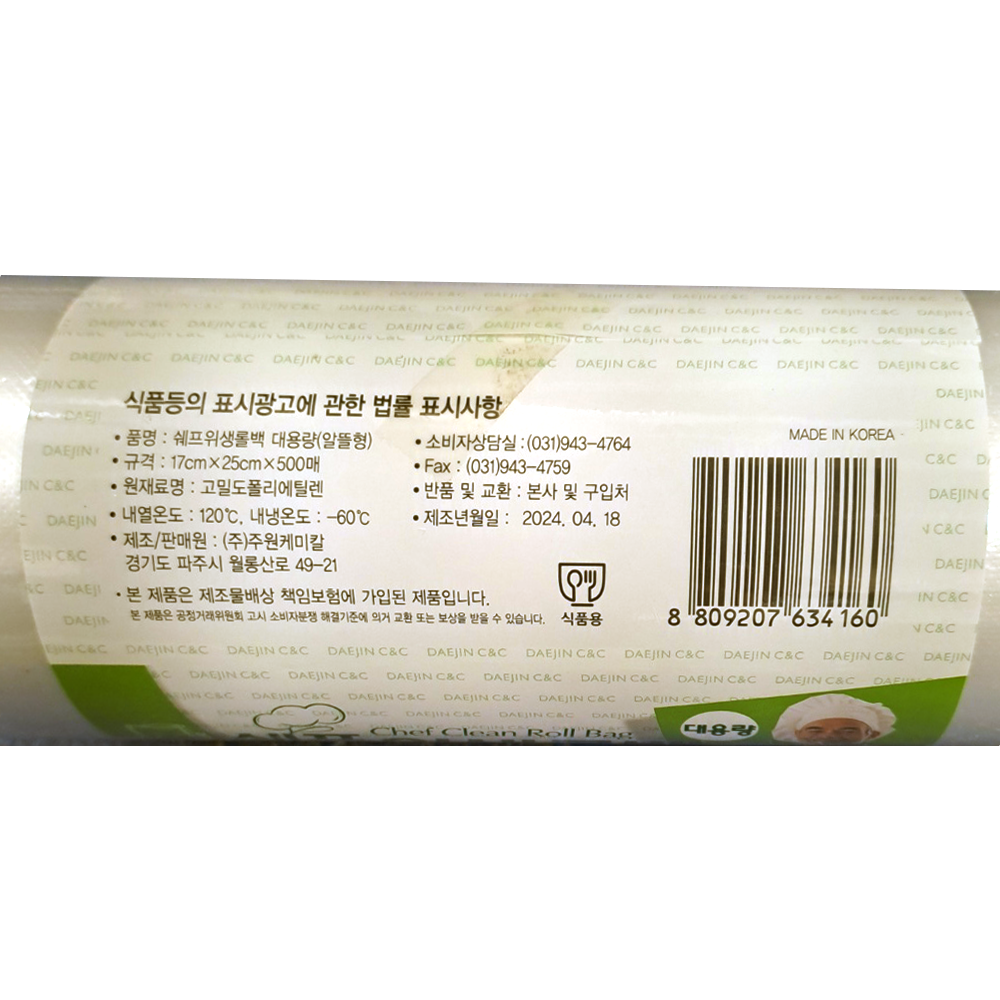 식품등의 표시광고에 관한 법률 표시사항
• 품명 : 쉐프위생롤백 대용량(알뜰형)
• 규격 : 17cm×25cm×500매
• 원재료명 : 고밀도폴리에틸렌
• 내열온도 : 120℃, 내냉온도 : -60℃
• 제조/판매원 : (주)주원케미칼
경기도 파주시 월롱산로 49-21
• 소비자상담실 : (031)943-4764
• Fax : (031)943-4759
• 반품 및 교환 : 본사 및 구입처
• 제조년월일 : 2024. 04. 18
• 본 제품은 제조물배상 책임보험에 가입된 제품입니다.
본 제품은 공정거래위원회 고시 소비자분쟁 해결기준에 의거 교환 또는 보상을 받을 수 있습니다.
식품용
MADE IN KOREA
8 809207 634160
DAEJIN C&C
Chef Clean Roll Bag
대용량